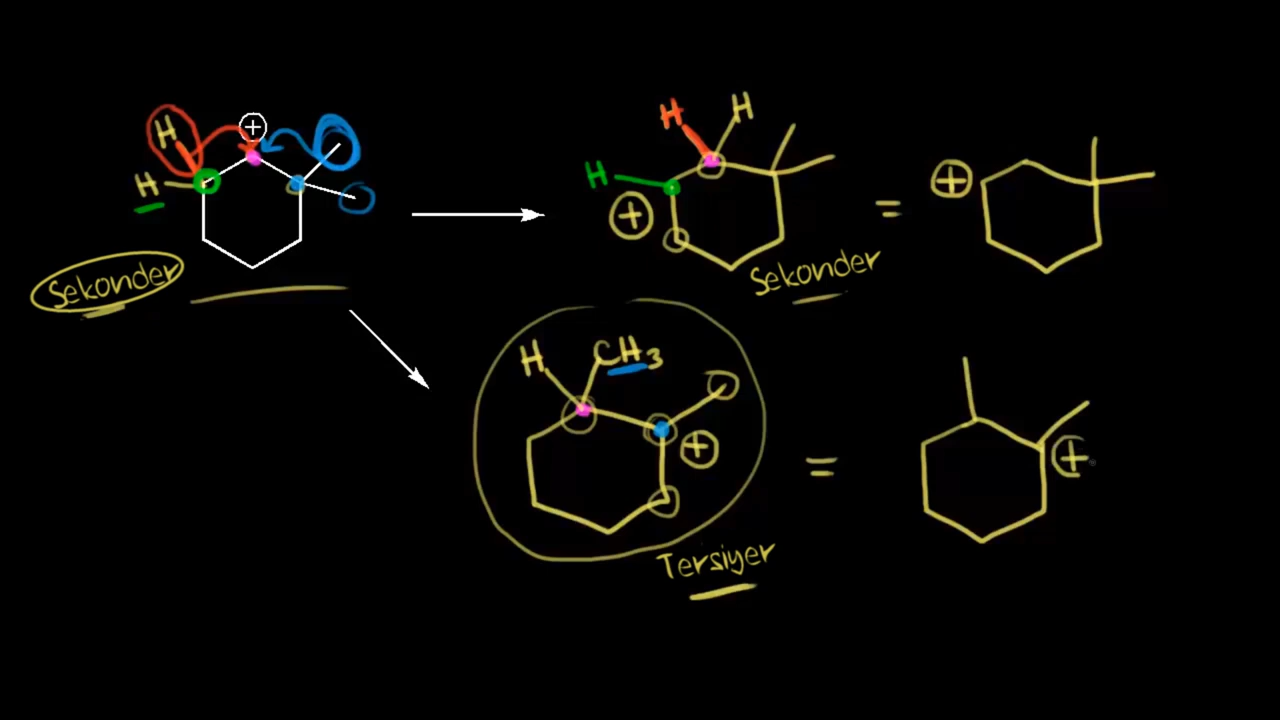 H
+
H
Sekonder
H
H
H
+
Sekonder
=
+
H
CH3
+
Tersiyer
=
+